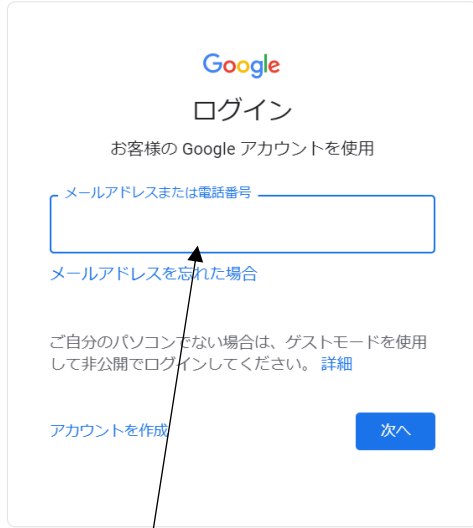 Google
ログイン
お客様の Google アカウントを使用
メールアドレスまたは電話番号
メールアドレスを忘れた場合
ご自分のパソコンでない場合は、ゲストモードを使用
して非公開でログインしてください。 詳細
アカウントを作成
次へ